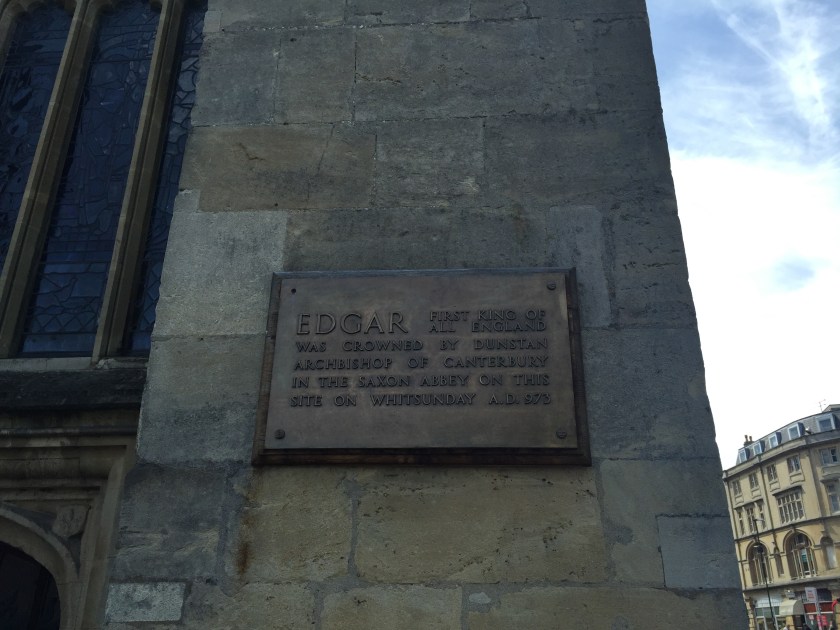 EDGAR FIRST KING OF
ALL ENGLAND
WAS CROWNED BY DUNSTAN
ARCHBISHOP OF CANTERBURY
IN THE SAXON ABBEY ON THIS
SITE ON WHITSUNDAY A.D. 973